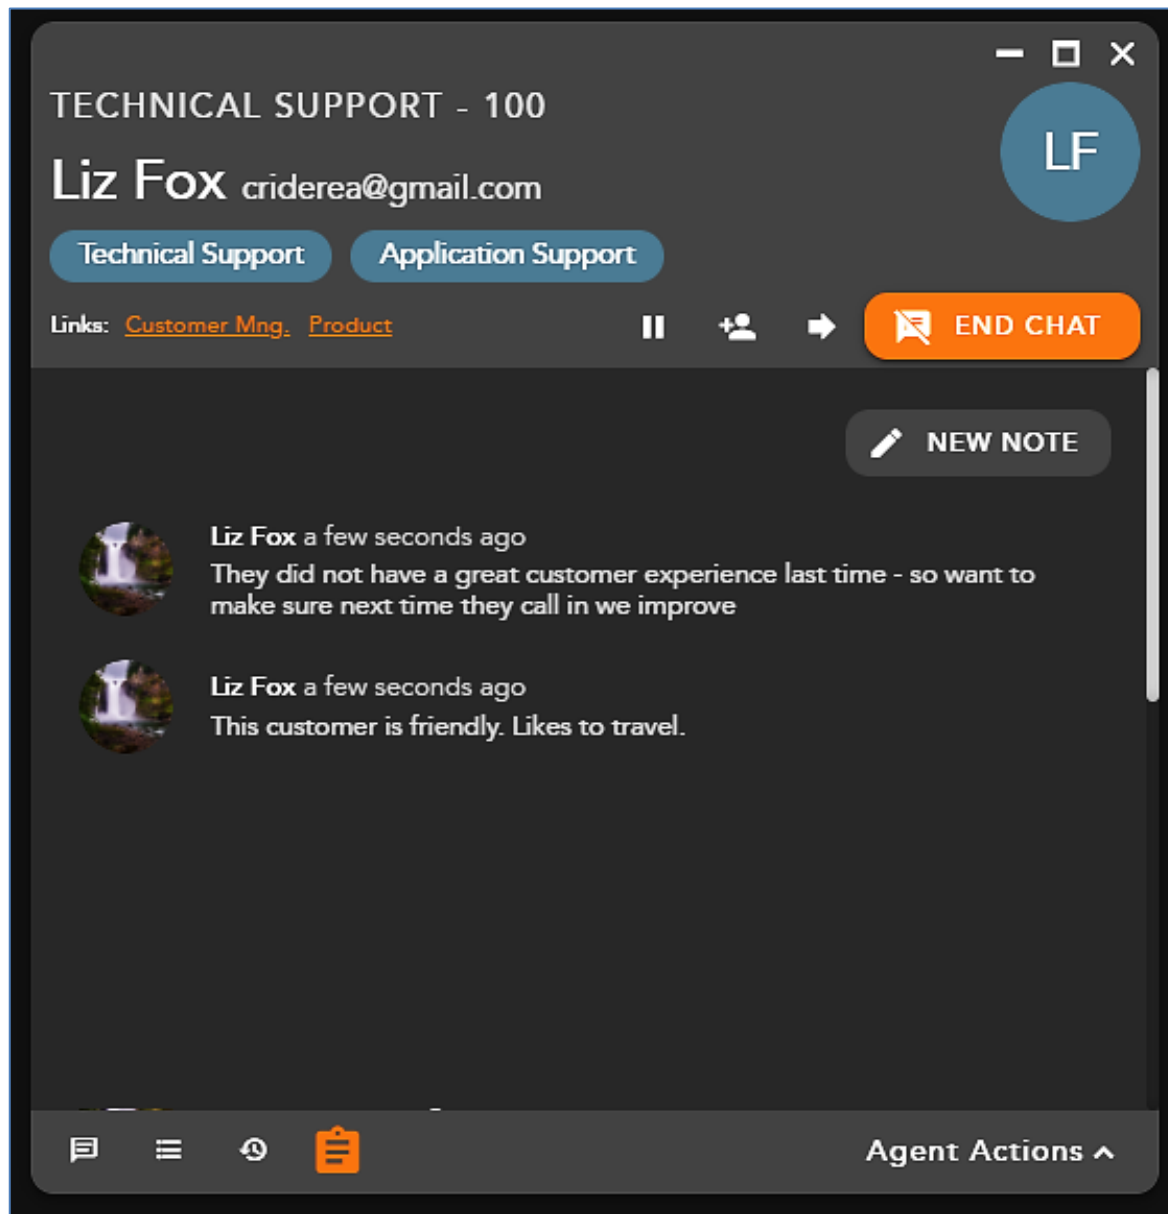 TECHNICAL SUPPORT - 100
LF
Liz Fox criderea@gmail.com
Technical Support Application Support
Links: Customer Mng. Product
END CHAT
NEW NOTE
Liz Fox a few seconds ago
They did not have a great customer experience last time - so want to
make sure next time they call in we improve
Liz Fox a few seconds ago
This customer is friendly. Likes to travel.
Agent Actions